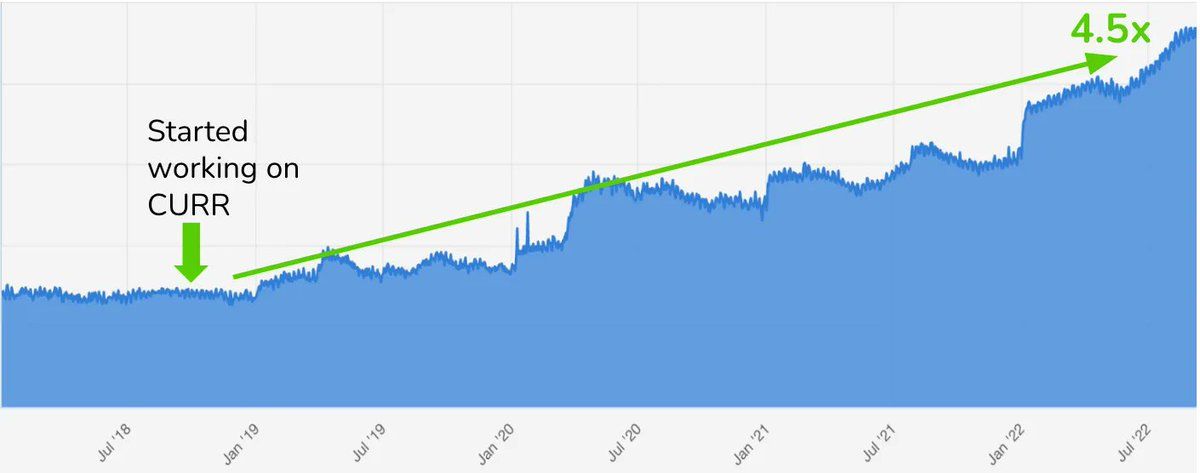 4.5x
Started
working on
CURR
Jul '18
Jan '19
Jul '19
Jan '20
Jul '20
Jan '21
Jul '21
Jan '22
Jul '22